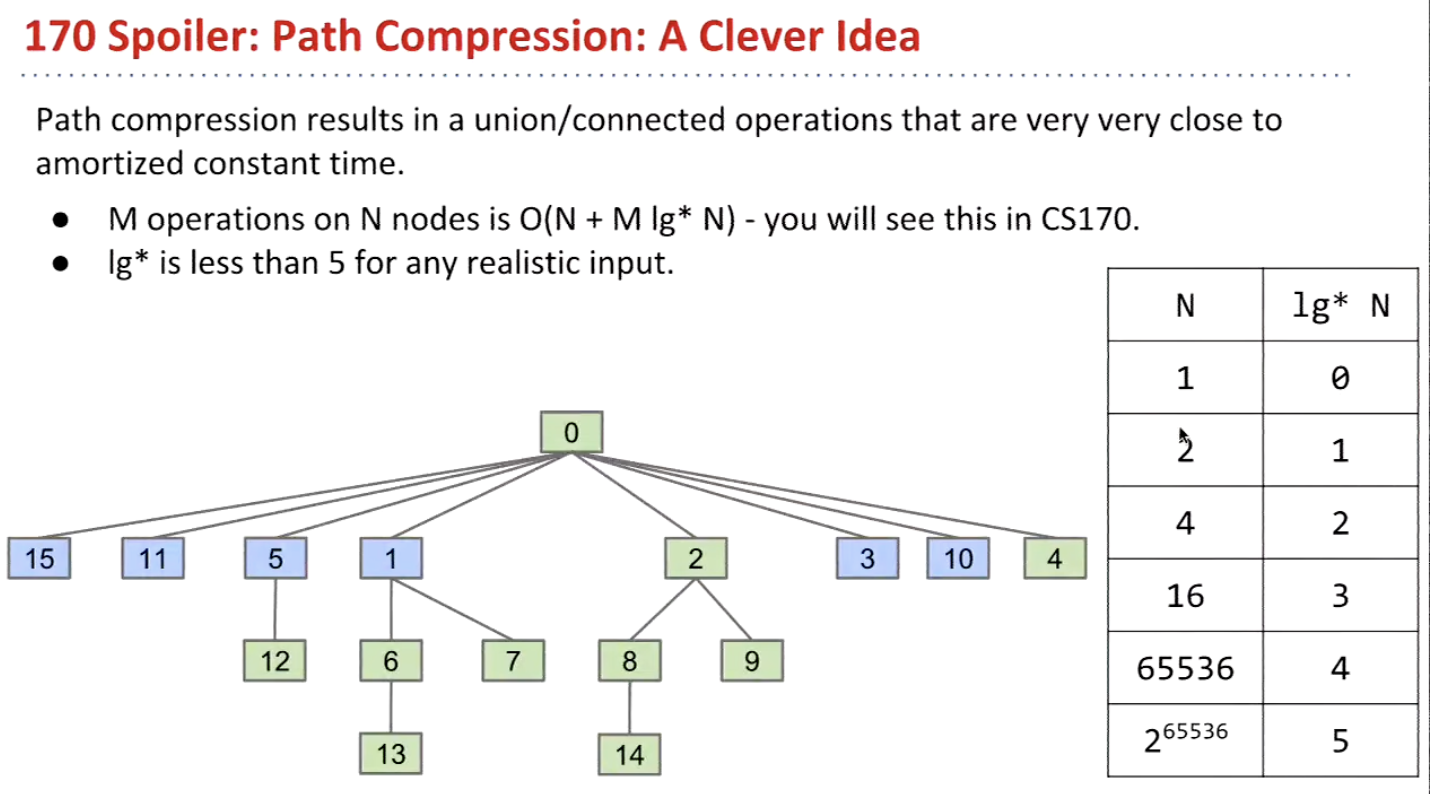 170 Spoiler: Path Compression: A Clever Idea
Path compression results in a union/connected operations that are very very close to
amortized constant time.
● M operations on N nodes is O(N + M lg* N) - you will see this in CS170.
● lg* is less than 5 for any realistic input.
N lg* N
1 0
2 1
4 2
16 3
65536 4
2^65536 5
0
15 11 5 1 2 3 10 4
12 6 7 8 9
13 14